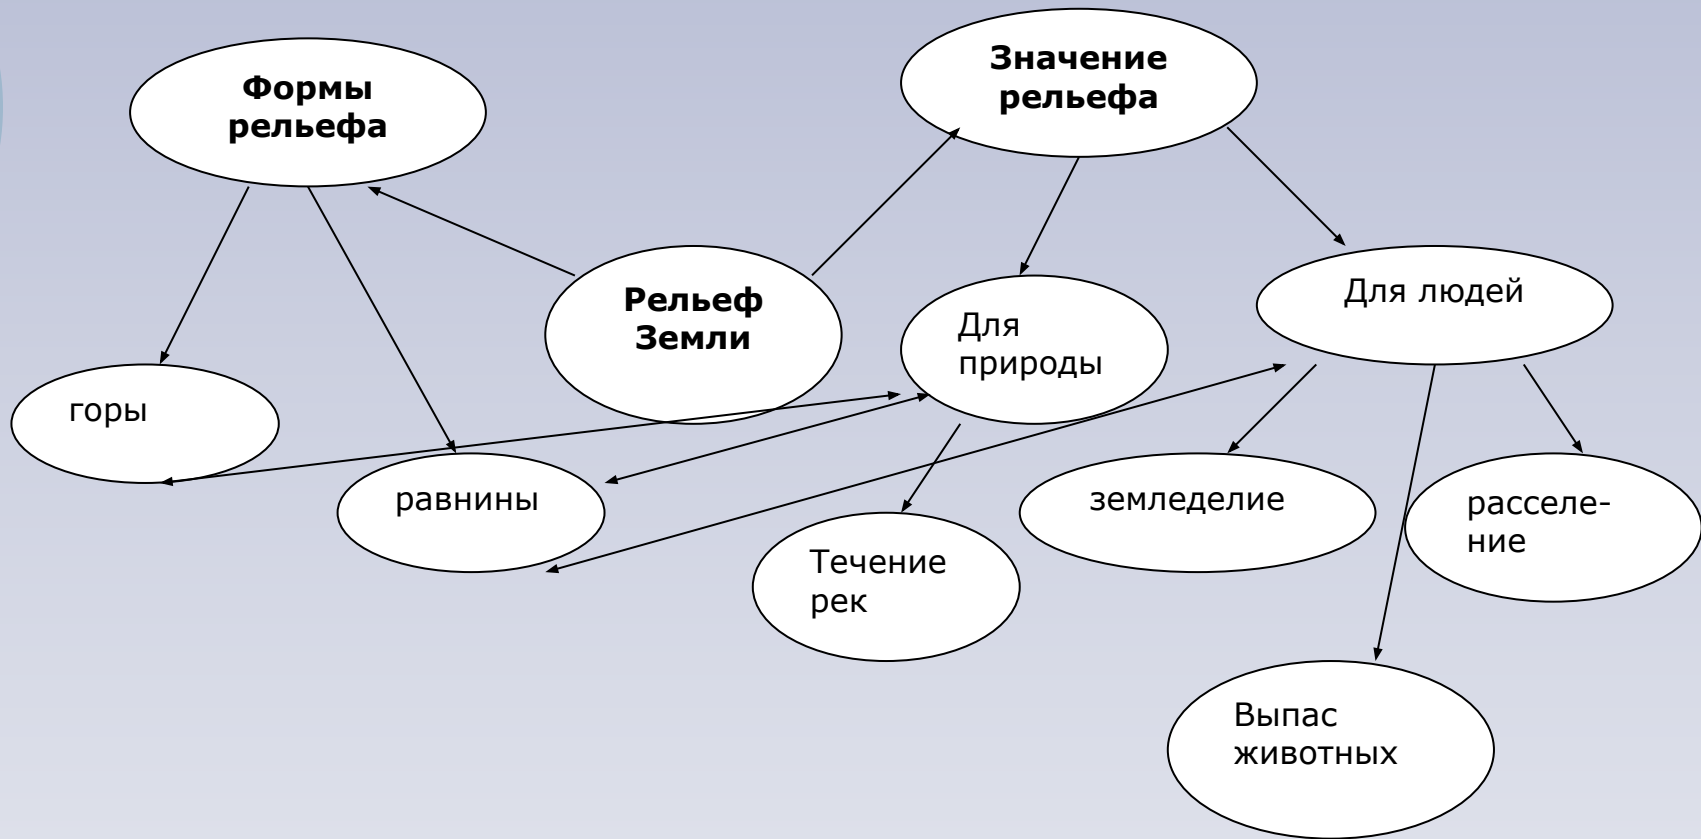 Формы
рельефа
Значение
рельефа
Рельеф
Земли
Для
природы
Для людей
горы
равнины
Течение
рек
земледелие
расселе-
ние
Выпас
животных